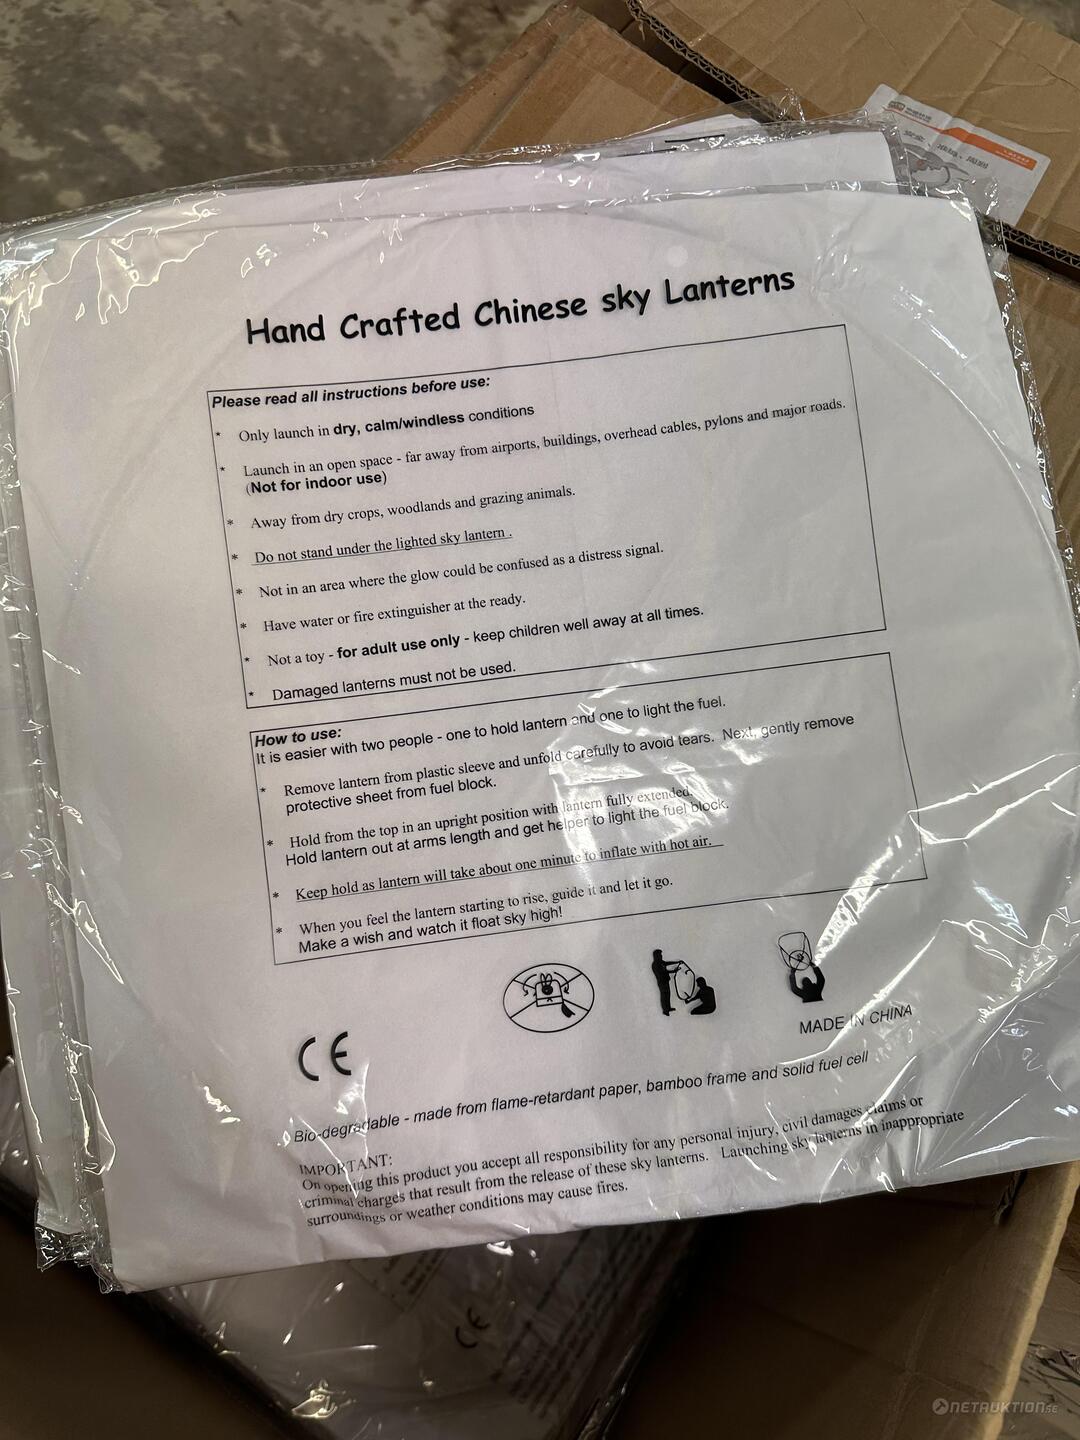 Hand Crafted Chinese sky Lanterns
Please read all instructions before use:
* Only launch in dry, calm/windless conditions
* Launch in an open space - far away from airports, buildings, overhead cables, pylons and major roads.
(Not for indoor use)
* Away from dry crops, woodlands and grazing animals.
* Do not stand under the lighted sky lantern .
* Not in an area where the glow could be confused as a distress signal.
* Have water or fire extinguisher at the ready.
* Not a toy - for adult use only - keep children well away at all times.
* Damaged lanterns must not be used.
How to use:
It is easier with two people - one to hold lantern and one to light the fuel.
* Remove lantern from plastic sleeve and unfold carefully to avoid tears. Next, gently remove
protective sheet from fuel block.
* Hold from the top in an upright position with lantern fully extended.
Hold lantern out at arms length and get helper to light the fuel block.
* Keep hold as lantern will take about one minute to inflate with hot air.
* When you feel the lantern starting to rise, guide it and let it go.
Make a wish and watch it float sky high!
MADE IN CHINA
CE
Bio-degradable - made from flame-retardant paper, bamboo frame and solid fuel cell
IMPORTANT:
On opening this product you accept all responsibility for any personal injury, civil damages claims or
criminal charges that result from the release of these sky lanterns. Launching sky lanterns in inappropriate
surroundings or weather conditions may cause fires.
CE
NETAUKTION.SE